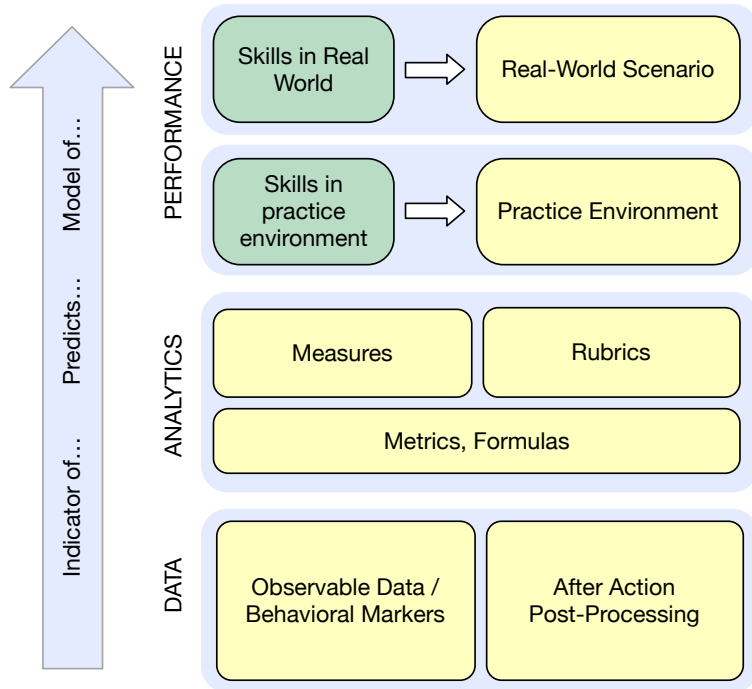 PERFORMANCE
Skills in Real
World
Real-World Scenario
Skills in
practice
environment
Practice Environment
ANALYTICS
Measures
Rubrics
Metrics, Formulas
DATA
Observable Data /
Behavioral Markers
After Action
Post-Processing
Model of…
Predicts…
Indicator of…